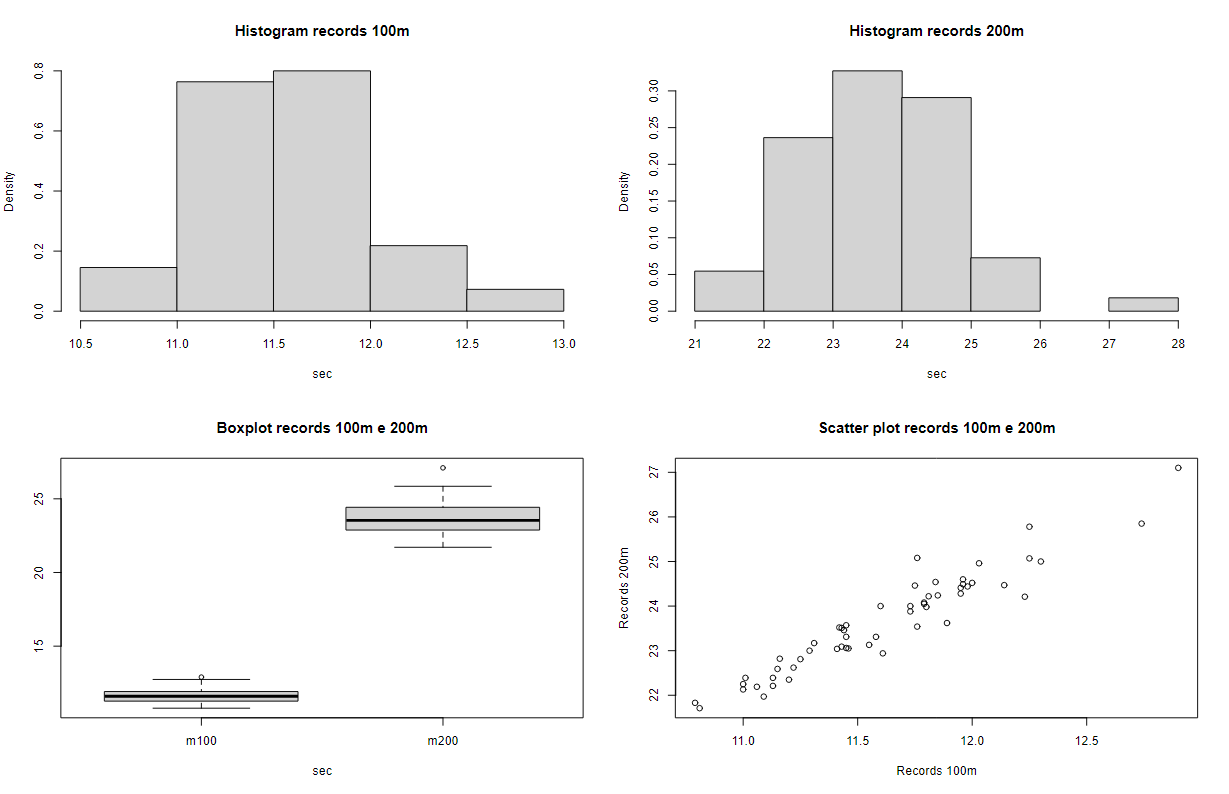 Histogram records 100m
Density
0.0 0.2 0.4 0.6 0.8
10.5 11.0 11.5 12.0 12.5 13.0
sec
Histogram records 200m
Density
0.00 0.05 0.10 0.15 0.20 0.25 0.30
21 22 23 24 25 26 27 28
sec
Boxplot records 100m e 200m
15 20 25
m100 m200
sec
Scatter plot records 100m e 200m
Records 200m
22 23 24 25 26 27
11.0 11.5 12.0 12.5
Records 100m